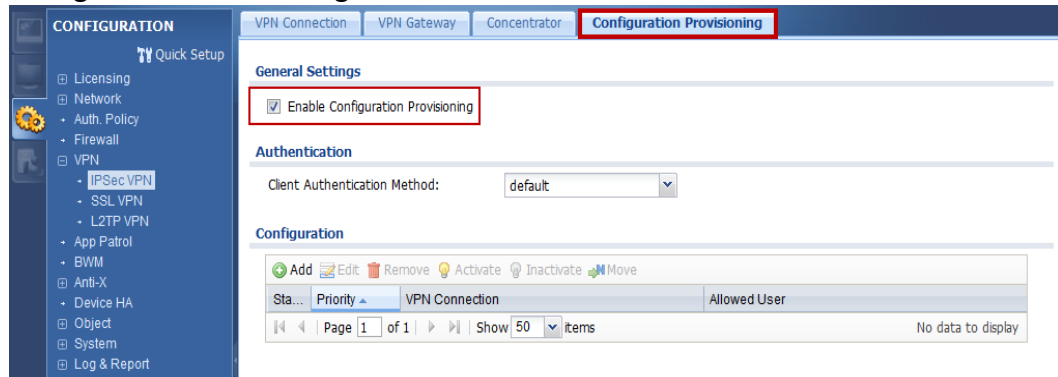 CONFIGURATION
Quick Setup
Licensing
Network
Auth. Policy
Firewall
VPN
IPSec VPN
SSL VPN
L2TP VPN
App Patrol
BWM
Anti-X
Device HA
Object
System
Log & Report
VPN Connection VPN Gateway Concentrator Configuration Provisioning
General Settings
Enable Configuration Provisioning
Authentication
Client Authentication Method: default
Configuration
Add Edit Remove Activate Inactivate Move
Sta... Priority VPN Connection Allowed User
Page 1 of 1 Show 50 items No data to display